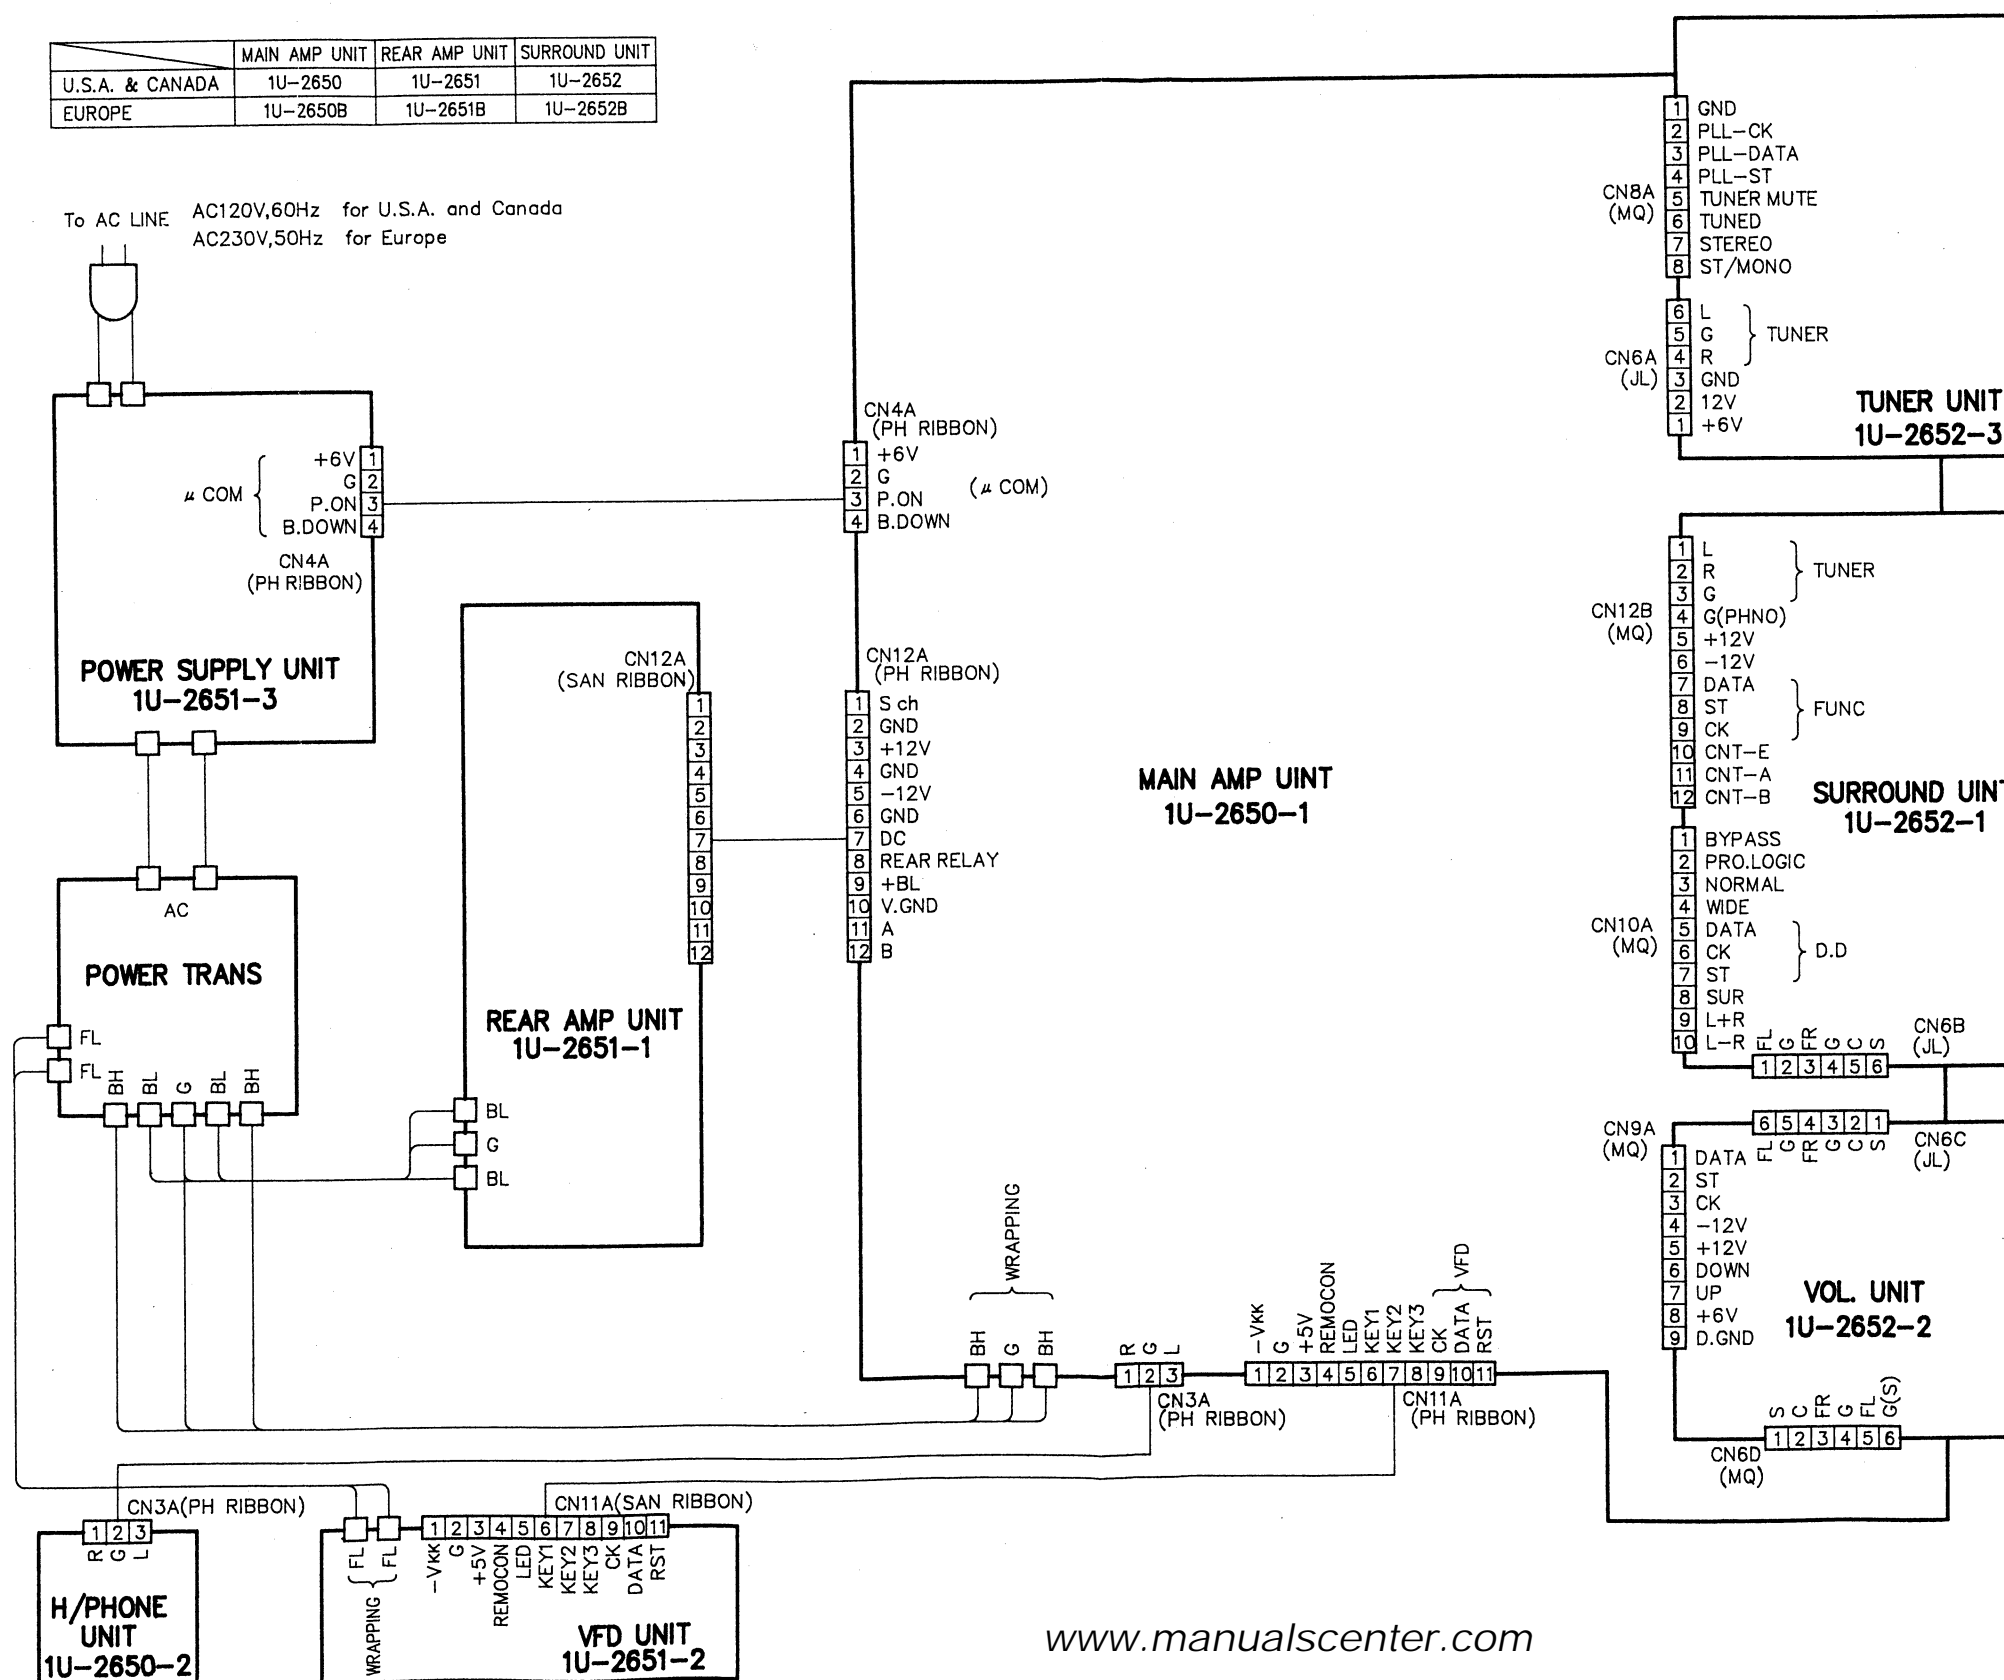 MAIN AMP UNIT REAR AMP UNIT SURROUND UNIT
U.S.A. & CANADA 1U-2650 1U-2651 1U-2652
EUROPE 1U-2650B 1U-2651B 1U-2652B
To AC LINE
AC120V,60Hz for U.S.A. and Canada
AC230V,50Hz for Europe
μ COM
+6V 1
G 2
P.ON 3
B.DOWN 4
CN4A
(PH RIBBON)
POWER SUPPLY UNIT
1U-2651-3
AC
POWER TRANS
FL
FL
BH BL G BL BH
CN12A
(SAN RIBBON)
1
2
3
4
5
6
7
8
9
10
11
12
REAR AMP UNIT
1U-2651-1
BL
G
BL
CN4A
(PH RIBBON)
1 +6V
2 G
3 P.ON
4 B.DOWN
(μ COM)
CN12A
(PH RIBBON)
1 S ch
2 GND
3 +12V
4 GND
5 -12V
6 GND
7 DC
8 REAR RELAY
9 +BL
10 V.GND
11 A
12 B
MAIN AMP UINT
1U-2650-1
WRAPPING
BH G BH
R G L
1 2 3
CN3A
(PH RIBBON)
VFD
-VKK G +5V REMOCON LED KEY1 KEY2 KEY3 CK DATA RST
1 2 3 4 5 6 7 8 9 10 11
CN11A
(PH RIBBON)
CN8A
(MQ)
1 GND
2 PLL-CK
3 PLL-DATA
4 PLL-ST
5 TUNER MUTE
6 TUNED
7 STEREO
8 ST/MONO
CN6A
(JL)
6 L
5 G
4 R
3 GND
2 12V
1 +6V
TUNER
TUNER UNIT
1U-2652-3
CN12B
(MQ)
1 L
2 R
3 G
4 G(PHNO)
5 +12V
6 -12V
7 DATA
8 ST
9 CK
10 CNT-E
11 CNT-A
12 CNT-B
TUNER
FUNC
SURROUND UINT
1U-2652-1
CN10A
(MQ)
1 BYPASS
2 PRO.LOGIC
3 NORMAL
4 WIDE
5 DATA
6 CK
7 ST
8 SUR
9 L+R
10 L-R
D.D
FL G FR G C S
1 2 3 4 5 6
CN6B
(JL)
6 5 4 3 2 1
FL G FR G C S
CN6C
(JL)
CN9A
(MQ)
1 DATA
2 ST
3 CK
4 -12V
5 +12V
6 DOWN
7 UP
8 +6V
9 D.GND
VOL. UNIT
1U-2652-2
S C FR G FL G(S)
1 2 3 4 5 6
CN6D
(MQ)
CN3A(PH RIBBON)
1 2 3
R G L
H/PHONE
UNIT
1U-2650-2
FL FL
WRAPPING
CN11A(SAN RIBBON)
1 2 3 4 5 6 7 8 9 10 11
-VKK G +5V REMOCON LED KEY1 KEY2 KEY3 CK DATA RST
VFD UNIT
1U-2651-2
www.manualscenter.com